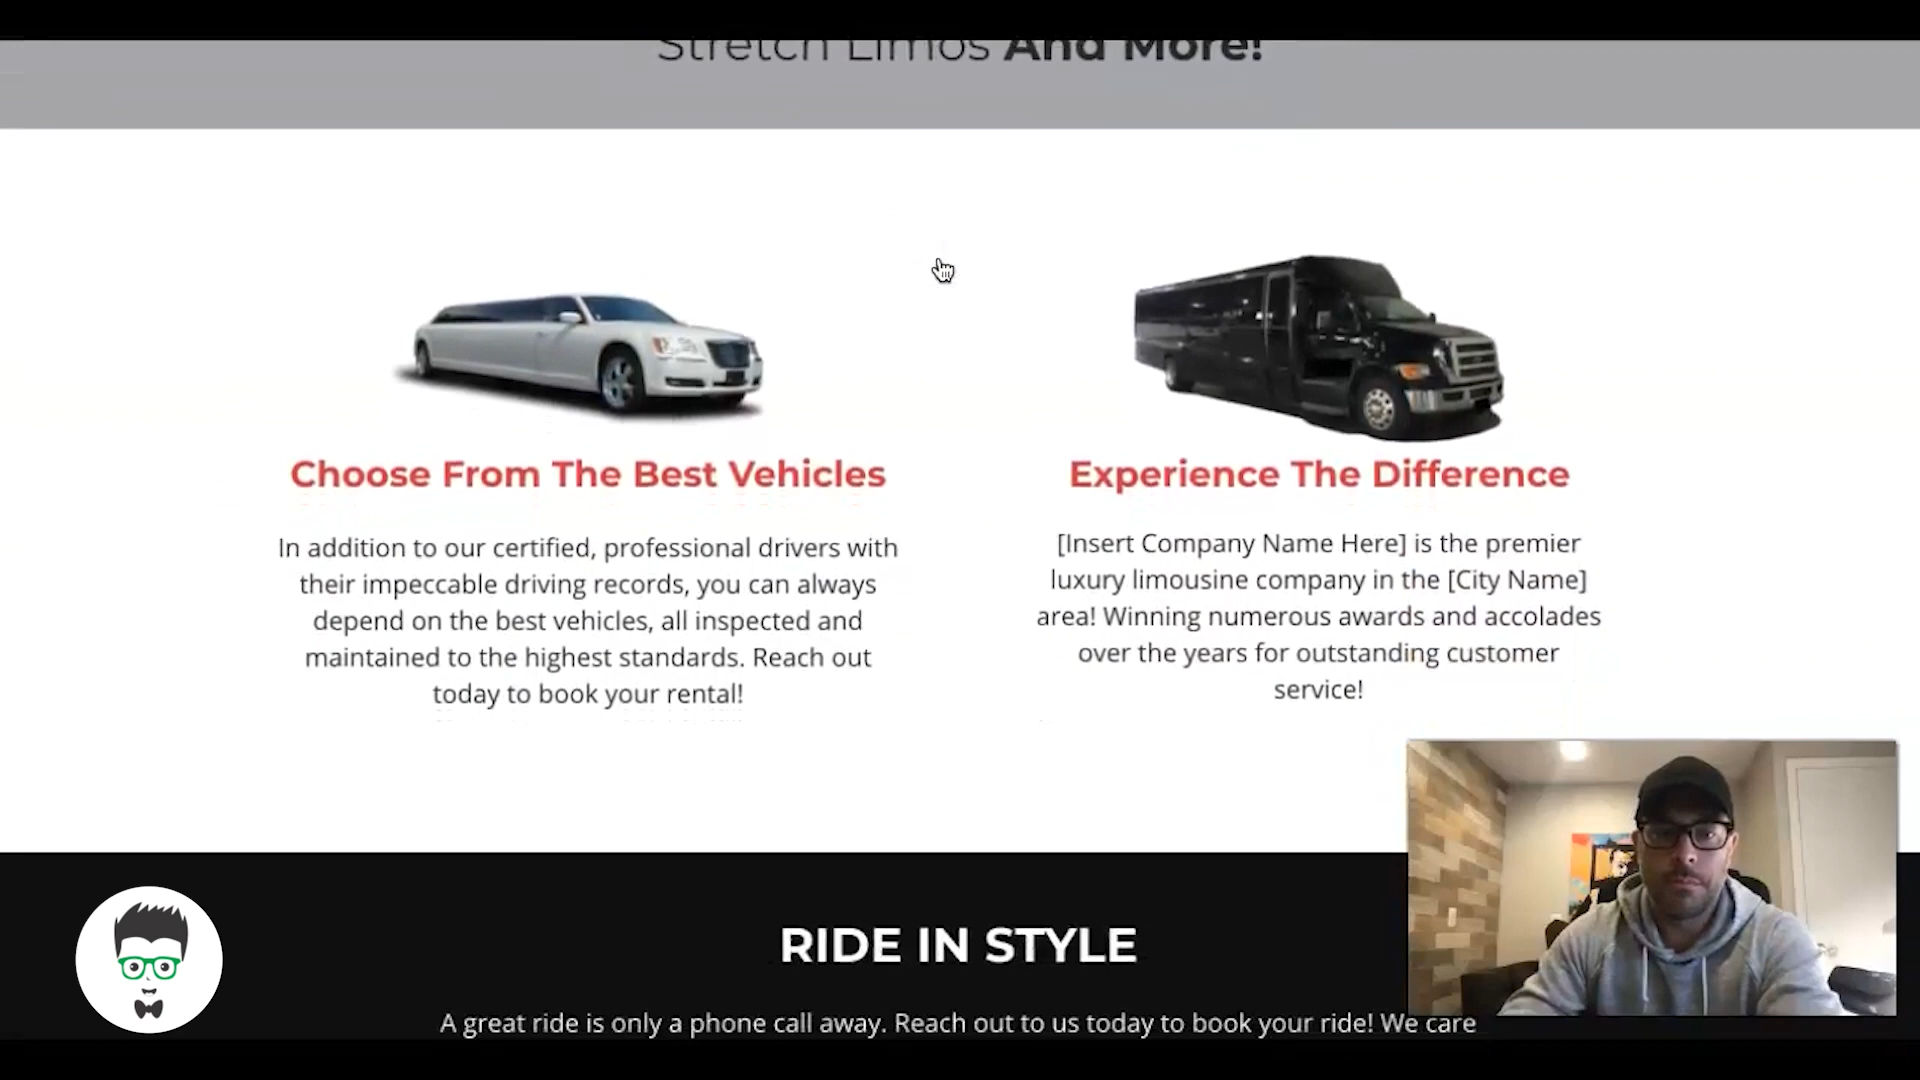 Stretch Limos And More!
Choose From The Best Vehicles
In addition to our certified, professional drivers with
their impeccable driving records, you can always
depend on the best vehicles, all inspected and
maintained to the highest standards. Reach out
today to book your rental!
Experience The Difference
[Insert Company Name Here] is the premier
luxury limousine company in the [City Name]
area! Winning numerous awards and accolades
over the years for outstanding customer
service!
RIDE IN STYLE
A great ride is only a phone call away. Reach out to us today to book your ride! We care